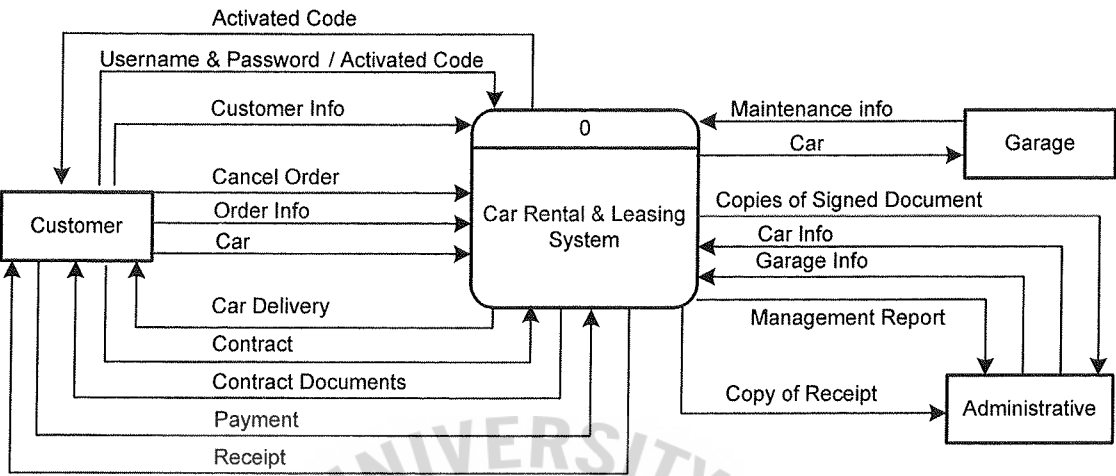 Activated Code
Username & Password / Activated Code
Customer Info
Maintenance info
0
Car
Garage
Cancel Order
Order Info
Car
Customer
Car Rental & Leasing
System
Copies of Signed Document
Car Info
Garage Info
Car Delivery
Management Report
Contract
Contract Documents
Copy of Receipt
Administrative
Payment
Receipt
UNIVERSITY